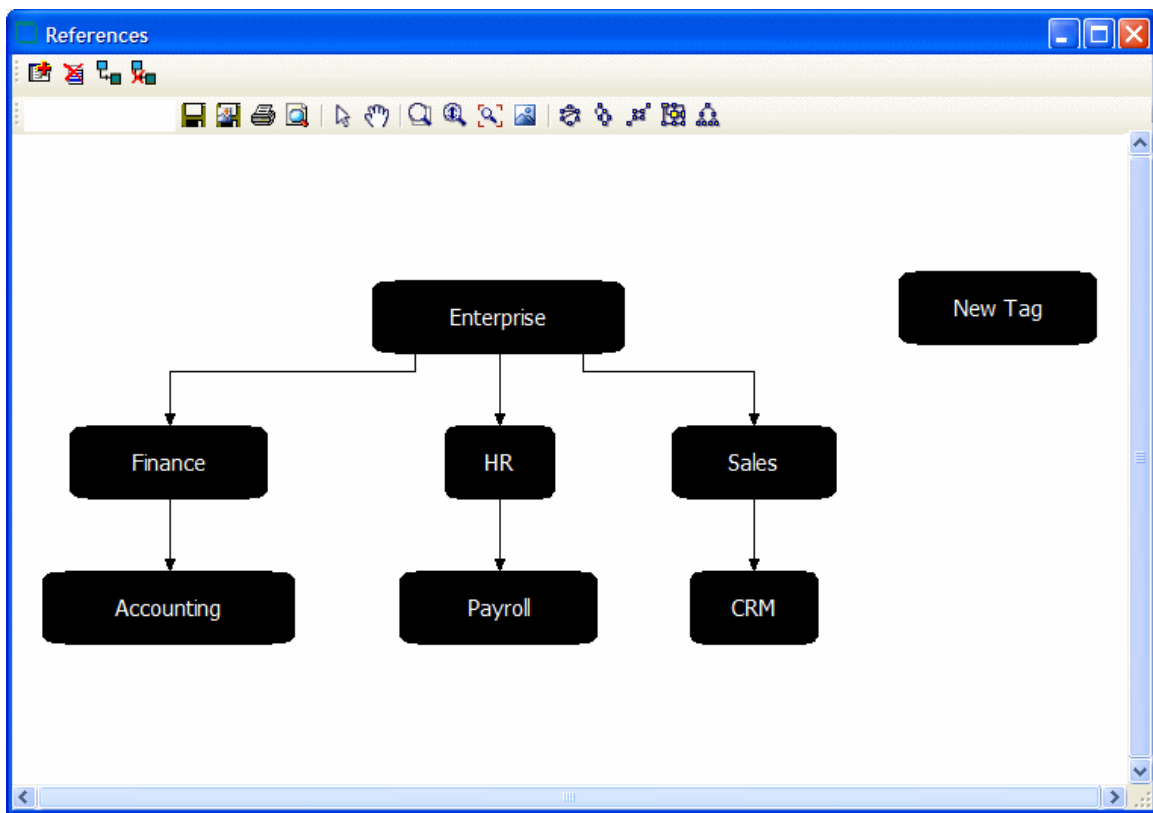 References
Enterprise
New Tag
Finance
HR
Sales
Accounting
Payroll
CRM